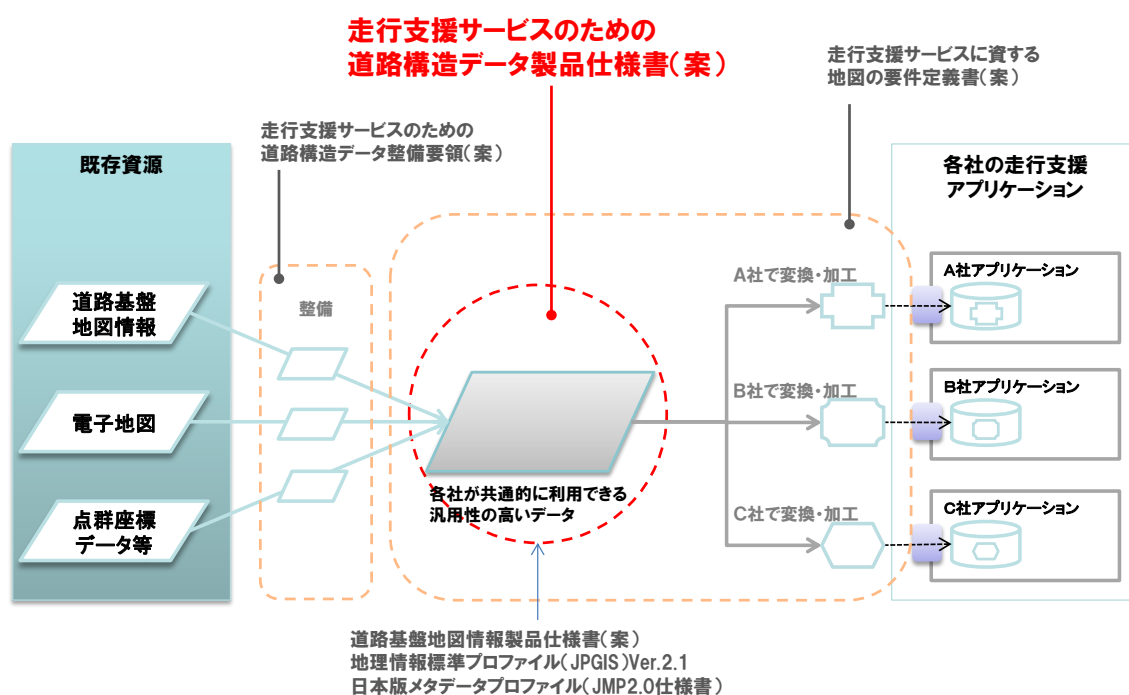 走行支援サービスのための
道路構造データ製品仕様書(案)
走行支援サービスに資する
地図の要件定義書(案)
走行支援サービスのための
道路構造データ整備要領(案)
既存資源
道路基盤
地図情報
電子地図
点群座標
データ等
整備
各社が共通的に利用できる
汎用性の高いデータ
A社で変換・加工
B社で変換・加工
C社で変換・加工
各社の走行支援
アプリケーション
A社アプリケーション
B社アプリケーション
C社アプリケーション
道路基盤地図情報製品仕様書(案)
地理情報標準プロファイル(JPGIS)Ver.2.1
日本版メタデータプロファイル(JMP2.0仕様書)